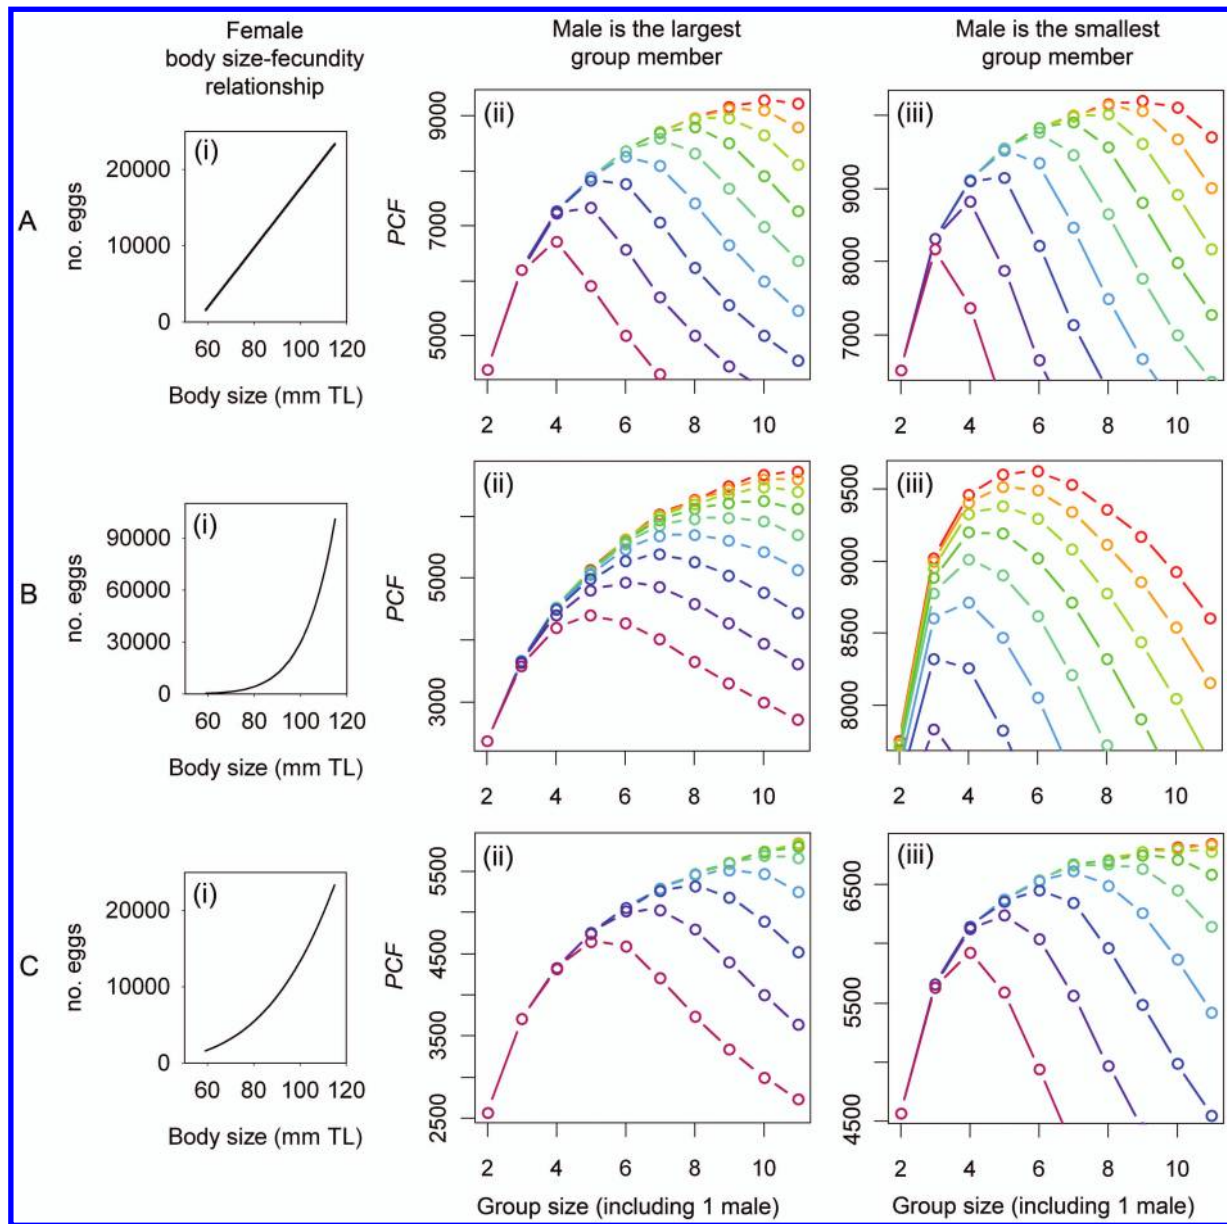 Female
body size-fecundity
relationship
Male is the largest
group member
Male is the smallest
group member
A
(i)
no. eggs
20000
10000
0
60 80 100 120
Body size (mm TL)
(ii)
PCF
9000
7000
5000
2 4 6 8 10
(iii)
9000
8000
7000
2 4 6 8 10
B
(i)
no. eggs
90000
60000
30000
0
60 80 100 120
Body size (mm TL)
(ii)
PCF
5000
3000
2 4 6 8 10
(iii)
9500
9000
8500
8000
2 4 6 8 10
C
(i)
no. eggs
20000
10000
0
60 80 100 120
Body size (mm TL)
(ii)
PCF
5500
4500
3500
2500
2 4 6 8 10
Group size (including 1 male)
(iii)
6500
5500
4500
2 4 6 8 10
Group size (including 1 male)